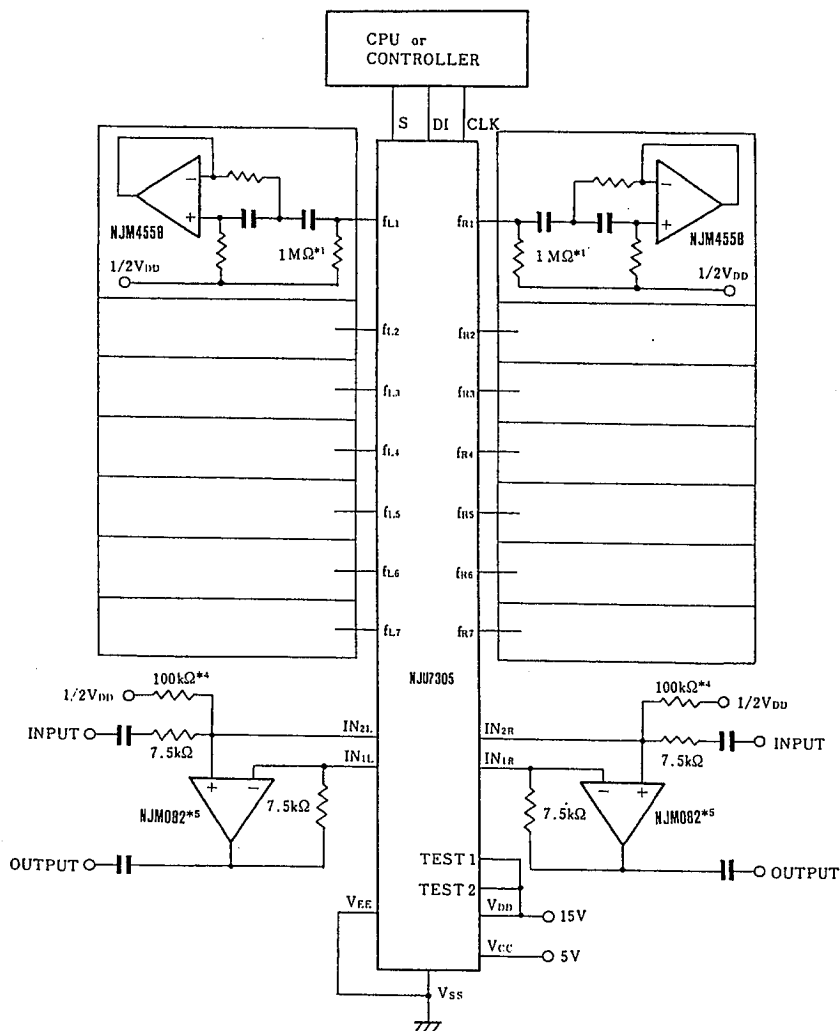 CPU or
CONTROLLER
S DI CLK
NJM4558
1MΩ*1
1/2VDD
fL1
fR1
1MΩ*1
NJM4558
1/2VDD
fL2
fR2
fL3
fR3
fL4
fR4
fL5
fR5
fL6
fR6
fL7
fR7
NJU7305
100kΩ*4
1/2VDD
INPUT
7.5kΩ
IN2L
IN1L
+ −
NJM082*5
7.5kΩ
OUTPUT
100kΩ*4
1/2VDD
IN2R
INPUT
7.5kΩ
IN1R
− +
7.5kΩ
NJM082*5
OUTPUT
TEST 1
TEST 2
VEE
VDD
15V
VCC
5V
VSS